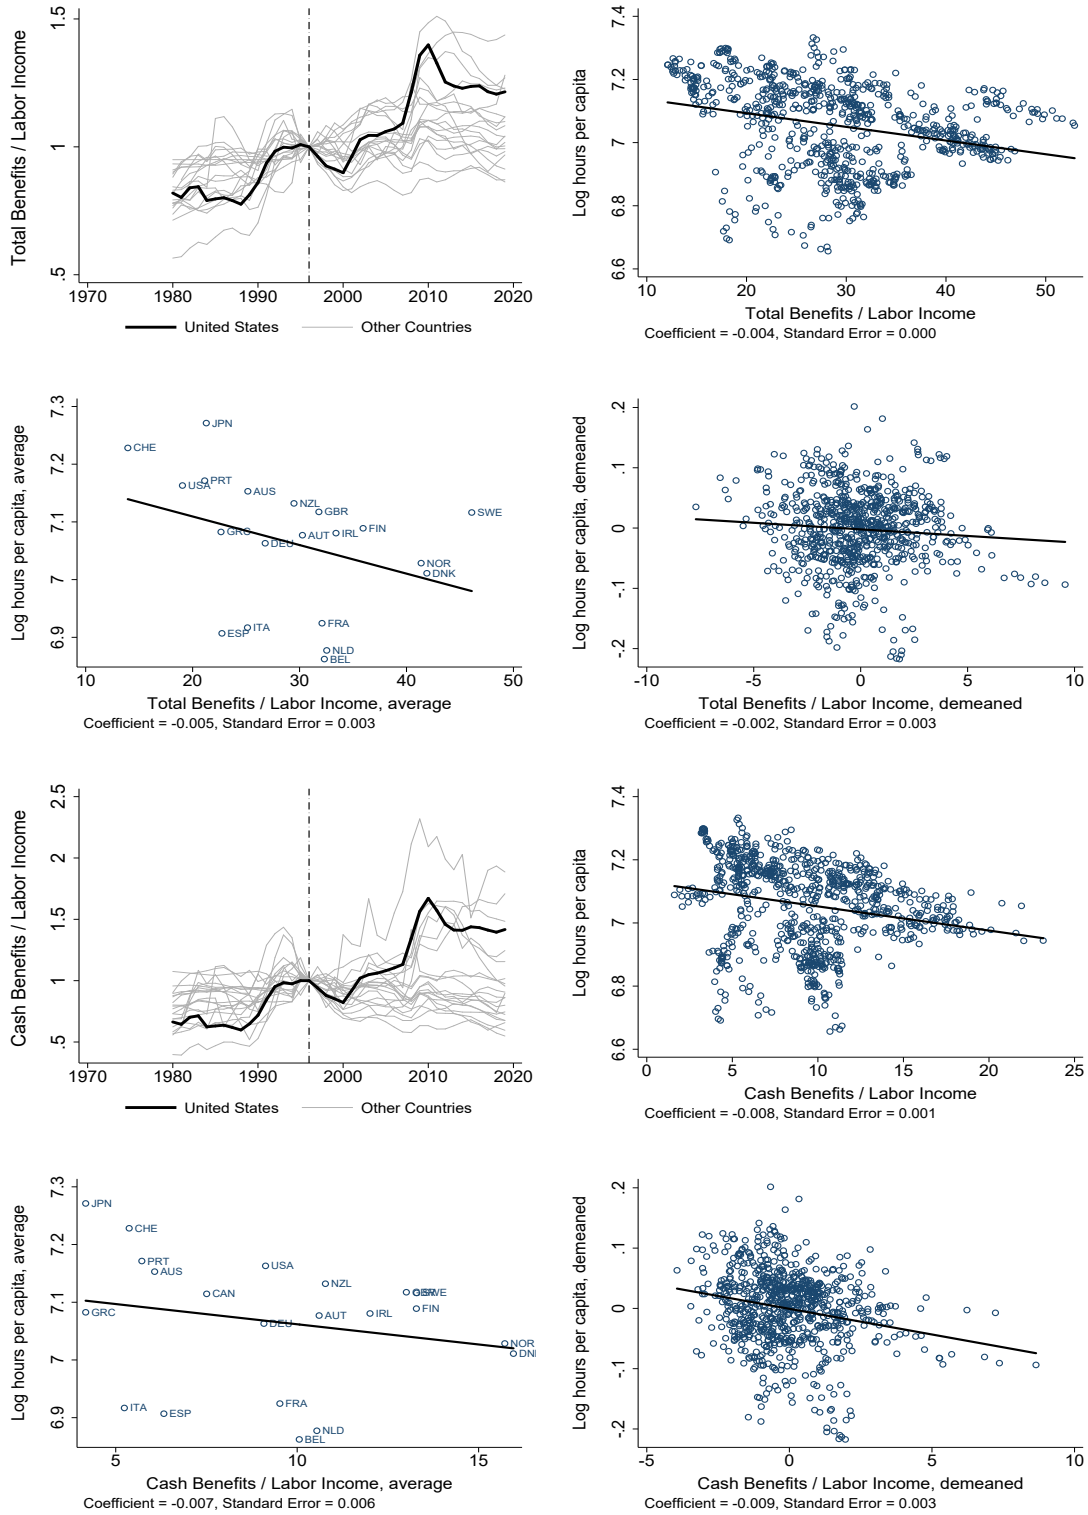 Total Benefits / Labor Income
1.5
1
.5
1970 1980 1990 2000 2010 2020
United States Other Countries
Log hours per capita
7.4
7.2
7
6.8
6.6
10 20 30 40 50
Total Benefits / Labor Income
Coefficient = -0.004, Standard Error = 0.000
Log hours per capita, average
7.3
7.2
7.1
7
6.9
JPN
CHE
PRT
USA
AUS
NZL
GBR
SWE
FIN
GRC
AUT
IRL
DEU
NOR
DNK
FRA
ITA
ESP
NLD
BEL
10 20 30 40 50
Total Benefits / Labor Income, average
Coefficient = -0.005, Standard Error = 0.003
Log hours per capita, demeaned
.2
.1
0
-.1
-.2
-10 -5 0 5 10
Total Benefits / Labor Income, demeaned
Coefficient = -0.002, Standard Error = 0.003
Cash Benefits / Labor Income
2.5
2
1.5
1
.5
1970 1980 1990 2000 2010 2020
United States Other Countries
Log hours per capita
7.4
7.2
7
6.8
6.6
0 5 10 15 20 25
Cash Benefits / Labor Income
Coefficient = -0.008, Standard Error = 0.001
Log hours per capita, average
7.3
7.2
7.1
7
6.9
JPN
CHE
PRT
USA
AUS
NZL
CAN
GBR
SWE
FIN
GRC
AUT
IRL
DEU
NOR
DN
ITA
ESP
FRA
NLD
BEL
5 10 15
Cash Benefits / Labor Income, average
Coefficient = -0.007, Standard Error = 0.006
Log hours per capita, demeaned
.2
.1
0
-.1
-.2
-5 0 5 10
Cash Benefits / Labor Income, demeaned
Coefficient = -0.009, Standard Error = 0.003